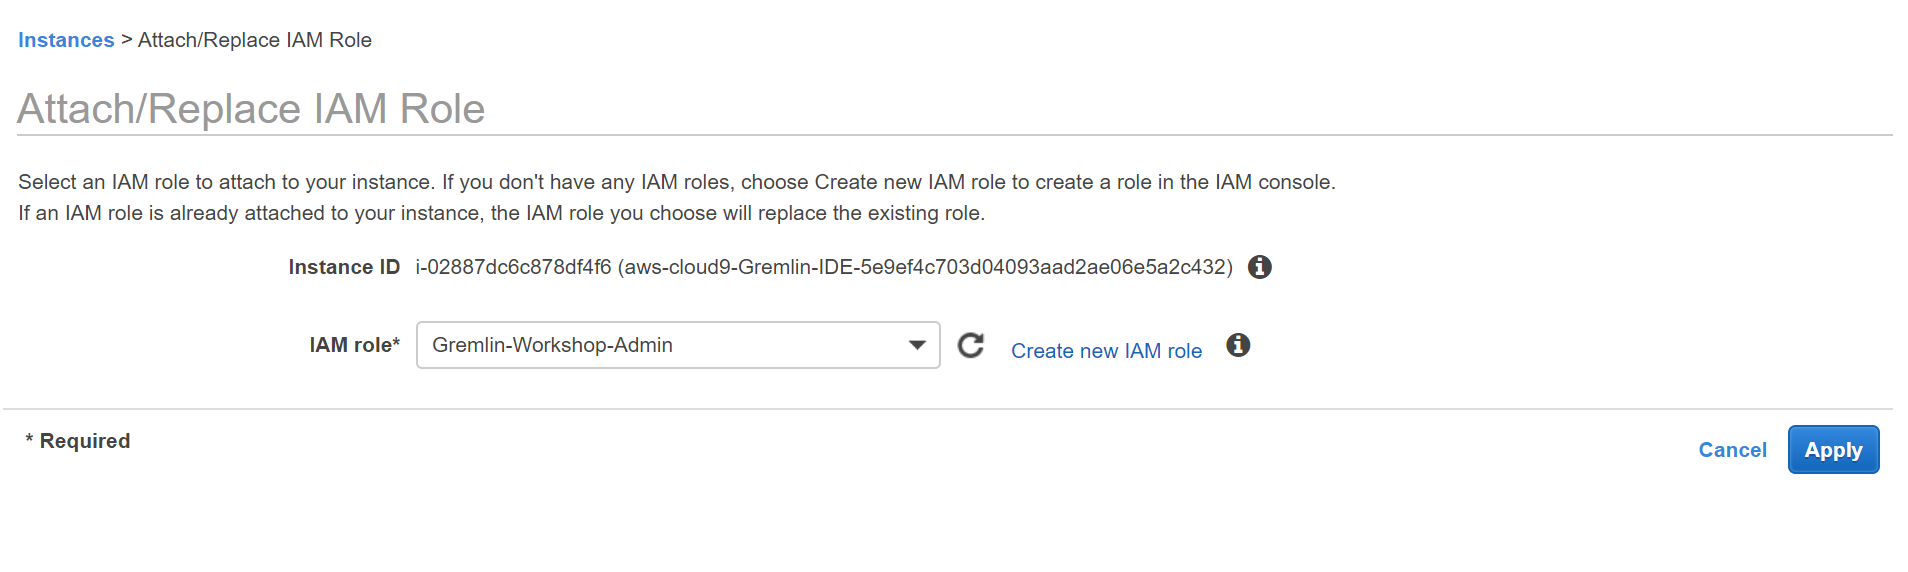 Instances > Attach/Replace IAM Role
Attach/Replace IAM Role
Select an IAM role to attach to your instance. If you don't have any IAM roles, choose Create new IAM role to create a role in the IAM console.
If an IAM role is already attached to your instance, the IAM role you choose will replace the existing role.
Instance ID i-02887dc6c878df4f6 (aws-cloud9-Gremlin-IDE-5e9ef4c703d04093aad2ae06e5a2c432)
IAM role* Gremlin-Workshop-Admin Create new IAM role
* Required
Cancel Apply